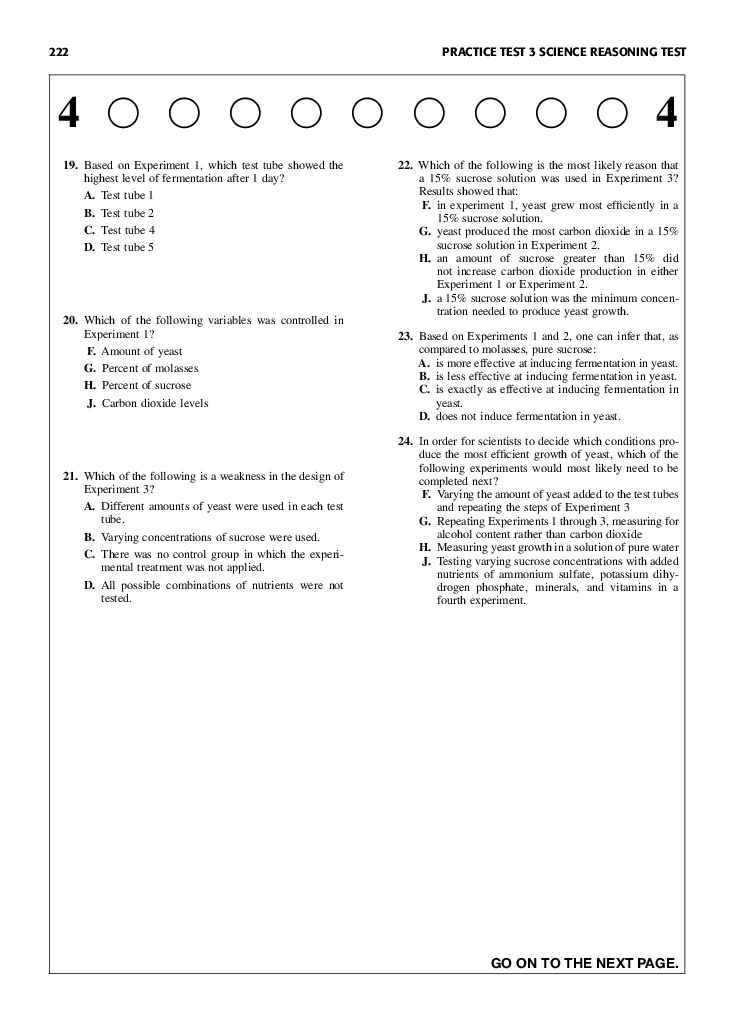 222
PRACTICE TEST 3 SCIENCE REASONING TEST
4
4
19. Based on Experiment 1, which test tube showed the
highest level of fermentation after 1 day?
A. Test tube 1
B. Test tube 2
C. Test tube 4
D. Test tube 5
20. Which of the following variables was controlled in
Experiment 1?
F. Amount of yeast
G. Percent of molasses
H. Percent of sucrose
J. Carbon dioxide levels
21. Which of the following is a weakness in the design of
Experiment 3?
A. Different amounts of yeast were used in each test
tube.
B. Varying concentrations of sucrose were used.
C. There was no control group in which the experi-
mental treatment was not applied.
D. All possible combinations of nutrients were not
tested.
22. Which of the following is the most likely reason that
a 15% sucrose solution was used in Experiment 3?
Results showed that:
F. in experiment 1, yeast grew most efficiently in a
15% sucrose solution.
G. yeast produced the most carbon dioxide in a 15%
sucrose solution in Experiment 2.
H. an amount of sucrose greater than 15% did
not increase carbon dioxide production in either
Experiment 1 or Experiment 2.
J. a 15% sucrose solution was the minimum concen-
tration needed to produce yeast growth.
23. Based on Experiments 1 and 2, one can infer that, as
compared to molasses, pure sucrose:
A. is more effective at inducing fermentation in yeast.
B. is less effective at inducing fermentation in yeast.
C. is exactly as effective at inducing fermentation in
yeast.
D. does not induce fermentation in yeast.
24. In order for scientists to decide which conditions pro-
duce the most efficient growth of yeast, which of the
following experiments would most likely need to be
completed next?
F. Varying the amount of yeast added to the test tubes
and repeating the steps of Experiment 3
G. Repeating Experiments 1 through 3, measuring for
alcohol content rather than carbon dioxide
H. Measuring yeast growth in a solution of pure water
J. Testing varying sucrose concentrations with added
nutrients of ammonium sulfate, potassium dihy-
drogen phosphate, minerals, and vitamins in a
fourth experiment.
GO ON TO THE NEXT PAGE.